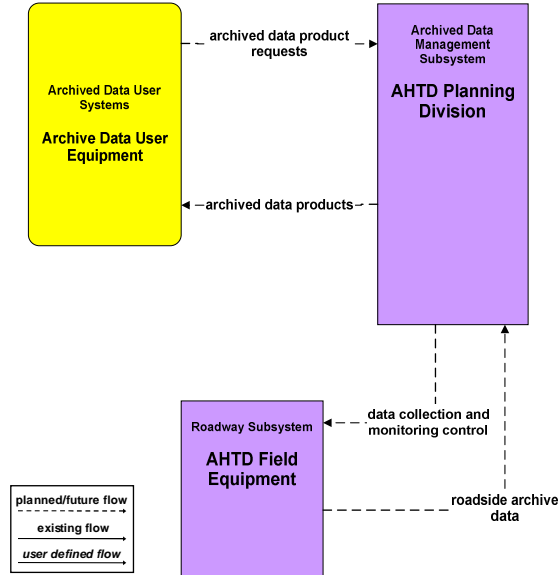 archived data product
requests
Archived Data User
Systems
Archive Data User
Equipment
Archived Data
Management
Subsystem
AHTD Planning
Division
archived data products
data collection and
monitoring control
Roadway Subsystem
AHTD Field
Equipment
roadside archive
data
planned/future flow
existing flow
user defined flow